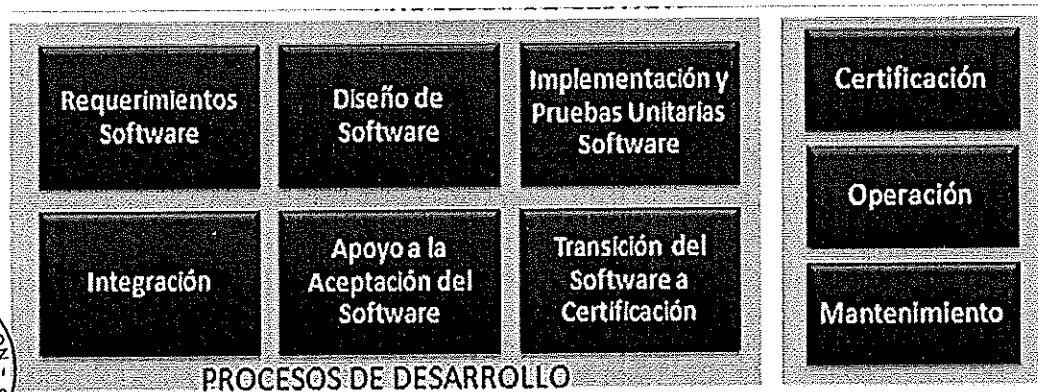 Requerimientos
Software
Diseño de
Software
Implementación y
Pruebas Unitarias
Software
Integración
Apoyo a la
Aceptación del
Software
Transición del
Software a
Certificación
PROCESOS DE DESARROLLO
Certificación
Operación
Mantenimiento